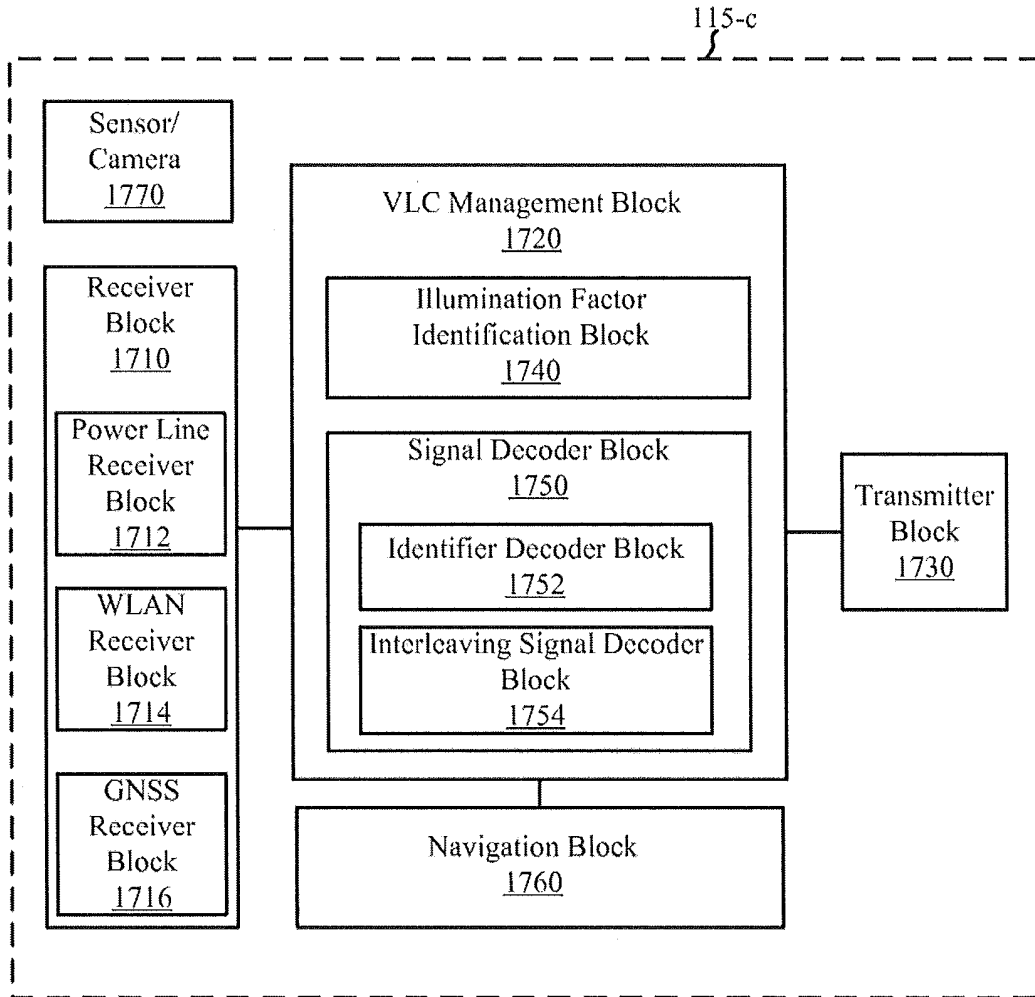 115-c
Sensor/
Camera
1770
Receiver
Block
1710
Power Line
Receiver
Block
1712
WLAN
Receiver
Block
1714
GNSS
Receiver
Block
1716
VLC Management Block
1720
Illumination Factor
Identification Block
1740
Signal Decoder Block
1750
Identifier Decoder Block
1752
Interleaving Signal Decoder
Block
1754
Transmitter
Block
1730
Navigation Block
1760